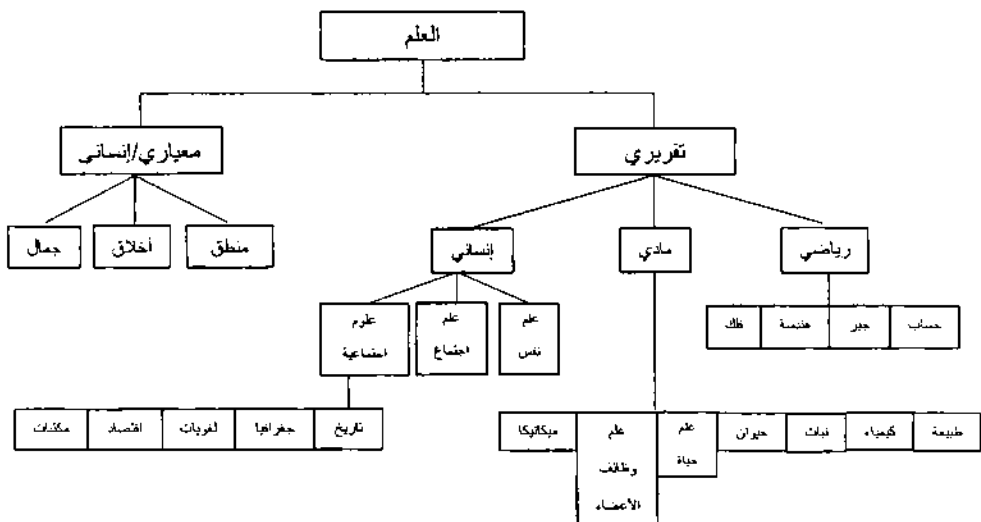 العلم
تقريري
معياري/إنساني
رياضي
مادي
إنساني
منطق
أخلاق
جمال
حساب
جبر
هندسة
فلك
علم
نفس
علم
اجتماع
علوم
اجتماعية
طبيعة
كيمياء
نبات
حيوان
علم
حياة
علم
وظائف
الأعضاء
ميكانيكا
تاريخ
جغرافيا
لغويات
اقتصاد
مكتبات